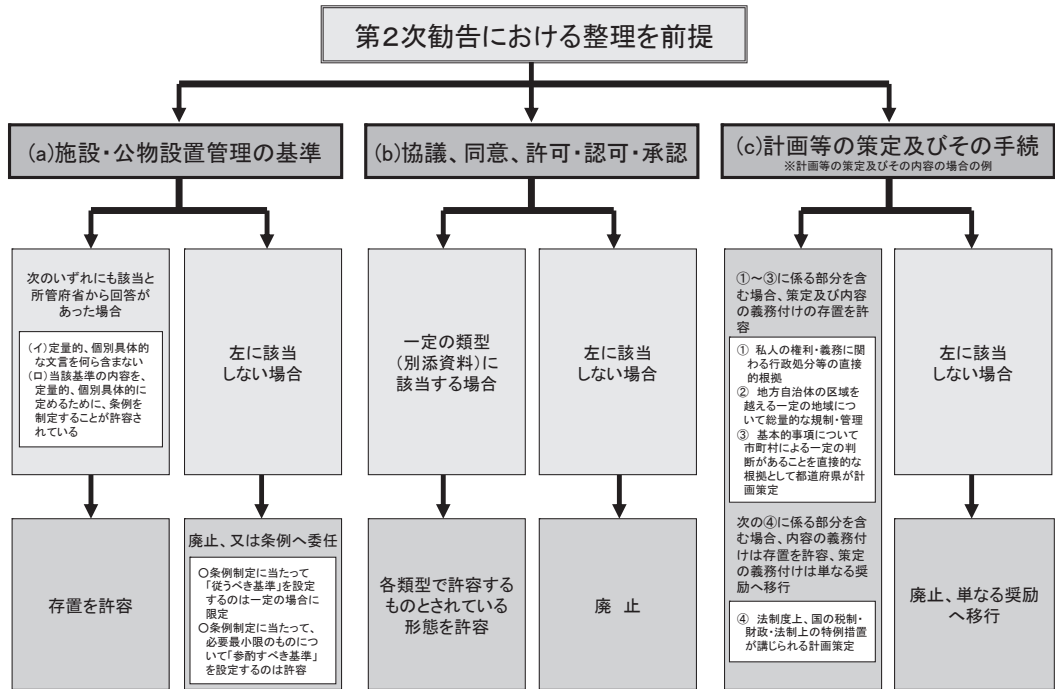 第2次勧告における整理を前提
(a)施設・公物設置管理の基準
(b)協議、同意、許可・認可・承認
(c)計画等の策定及びその手続
※計画等の策定及びその内容の場合の例
次のいずれにも該当と
所管府省から回答が
あった場合
(イ)定量的、個別具体的
な文言を何ら含まない
(ロ)当該基準の内容を、
定量的、個別具体的に
定めるために、条例を
制定することが許容さ
れている
左に該当
しない場合
一定の類型
(別添資料)に
該当する場合
左に該当
しない場合
①~③に係る部分を含
む場合、策定及び内容
の義務付けの存置を許
容
① 私人の権利・義務に関
わる行政処分等の直接
的根拠
② 地方自治体の区域を
越える一定の地域につ
いて総量的な規制・管理
③ 基本的事項について
市町村による一定の判
断があることを直接的な
根拠として都道府県が計
画策定
左に該当
しない場合
存置を許容
廃止、又は条例へ委任
○条例制定に当たって
「従うべき基準」を設定
するのは一定の場合に
限定
○条例制定に当たって、
必要最小限のものにつ
いて「参酌すべき基準」
を設定するのは許容
各類型で許容する
ものとされている
形態を許容
廃 止
次の④に係る部分を含
む場合、内容の義務付
けは存置を許容、策定
の義務付けは単なる奨
励へ移行
④ 法制度上、国の税制・
財政・法制上の特例措置
が講じられる計画策定
廃止、単なる奨励
へ移行